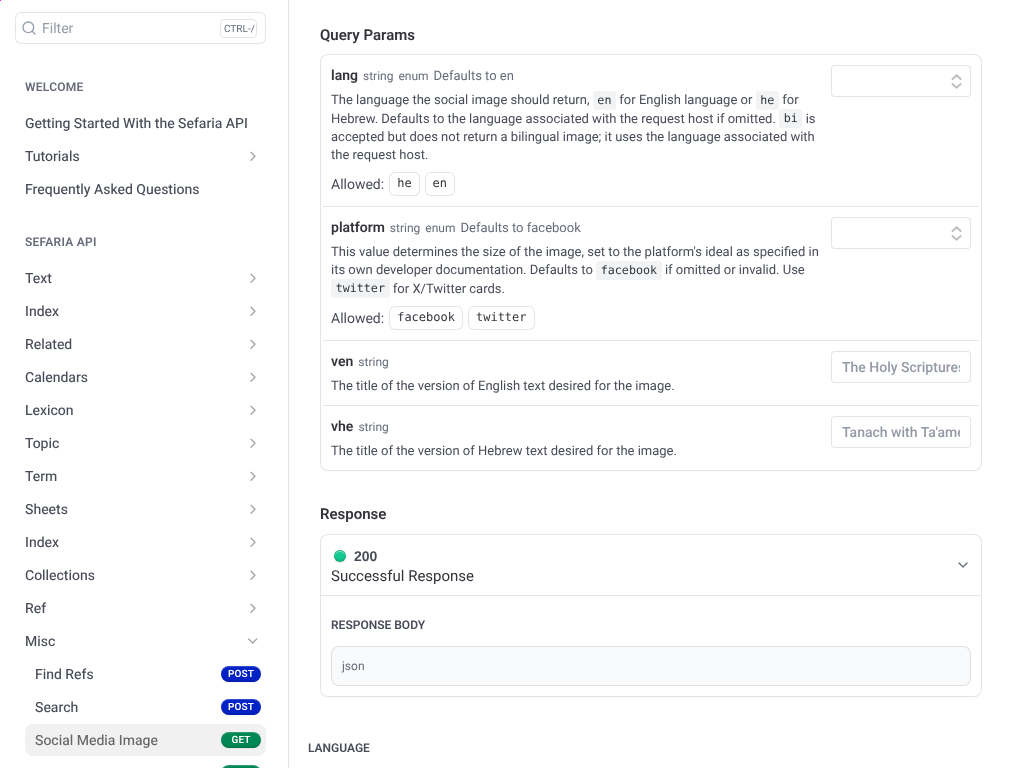 Filter
CTRL-/
WELCOME
Getting Started With the Sefaria API
Tutorials
Frequently Asked Questions
SEFARIA API
Text
Index
Related
Calendars
Lexicon
Topic
Term
Sheets
Index
Collections
Ref
Misc
Find Refs POST
Search POST
Social Media Image GET
Query Params
lang string enum Defaults to en
The language the social image should return, en for English language or he for
Hebrew. Defaults to the language associated with the request host if omitted. bi is
accepted but does not return a bilingual image; it uses the language associated with
the request host.
Allowed: he en
platform string enum Defaults to facebook
This value determines the size of the image, set to the platform's ideal as specified in
its own developer documentation. Defaults to facebook if omitted or invalid. Use
twitter for X/Twitter cards.
Allowed: facebook twitter
ven string
The Holy Scriptures
The title of the version of English text desired for the image.
vhe string
Tanach with Ta'ame
The title of the version of Hebrew text desired for the image.
Response
200
Successful Response
RESPONSE BODY
json
LANGUAGE